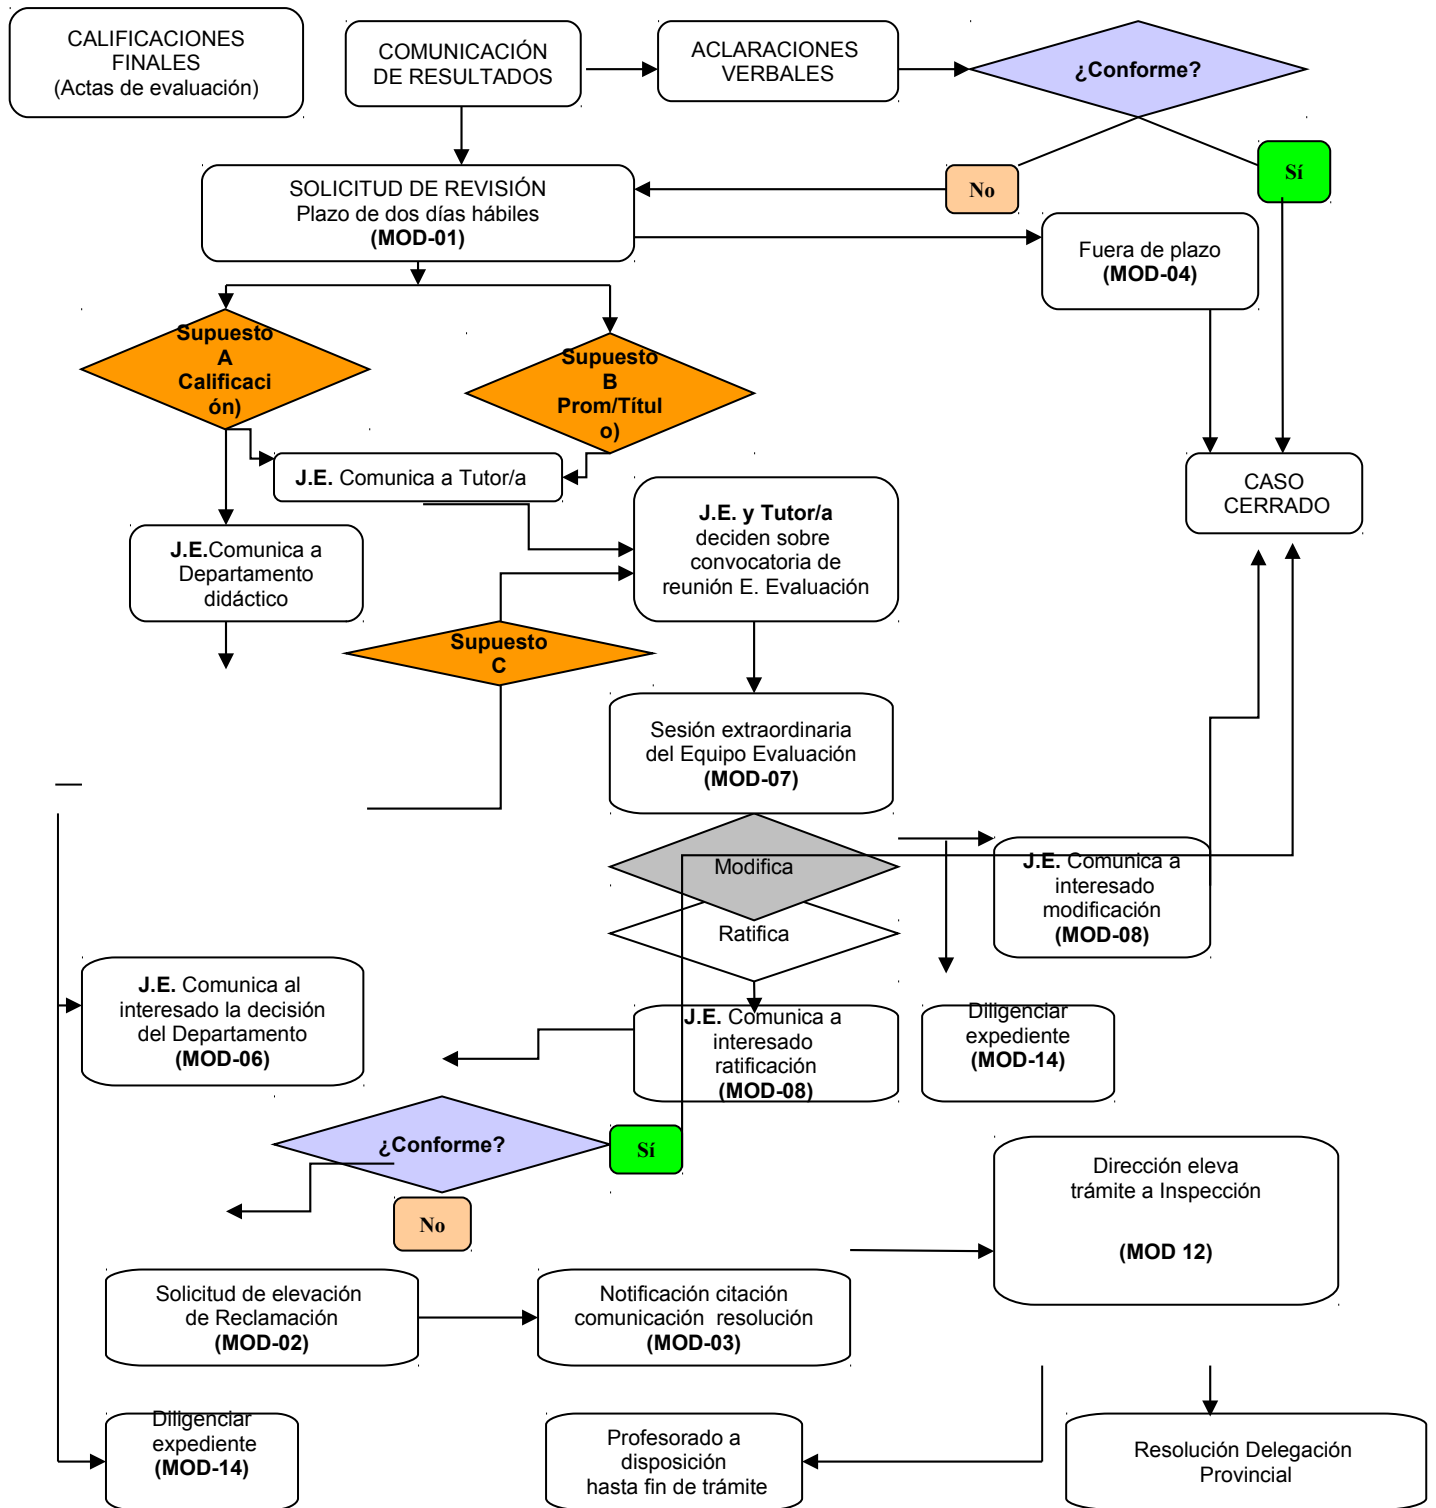 CALIFICACIONES
FINALES
(Actas de evaluación)
COMUNICACIÓN
DE RESULTADOS
ACLARACIONES
VERBALES
¿Conforme?
No
Sí
SOLICITUD DE REVISIÓN
Plazo de dos días hábiles
(MOD-01)
Fuera de plazo
(MOD-04)
Supuesto
A
Calificaci
ón)
Supuesto
B
Prom/Títul
o)
J.E. Comunica a Tutor/a
CASO
CERRADO
J.E. y Tutor/a
deciden sobre
convocatoria de
reunión E. Evaluación
J.E.Comunica a
Departamento
didáctico
Supuesto
C
Sesión extraordinaria
del Equipo Evaluación
(MOD-07)
Modifica
Ratifica
J.E. Comunica a
interesado
modificación
(MOD-08)
J.E. Comunica al
interesado la decisión
del Departamento
(MOD-06)
J.E. Comunica a
interesado
ratificación
(MOD-08)
Diligenciar
expediente
(MOD-14)
¿Conforme?
Sí
No
Dirección eleva
trámite a Inspección
(MOD 12)
Solicitud de elevación
de Reclamación
(MOD-02)
Notificación citación
comunicación resolución
(MOD-03)
Diligenciar
expediente
(MOD-14)
Profesorado a
disposición
hasta fin de trámite
Resolución Delegación
Provincial